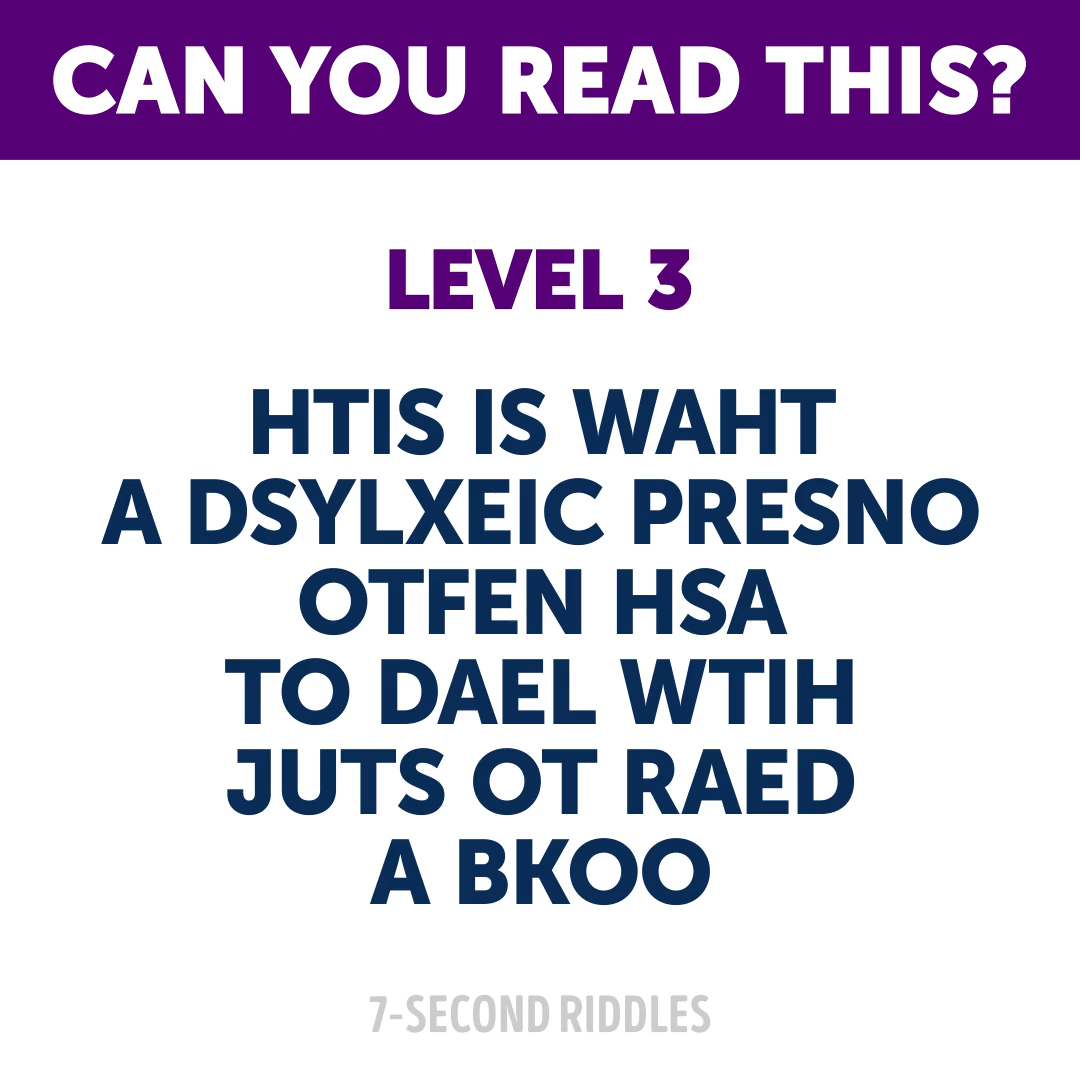 CAN YOU READ THIS?
LEVEL 3
HTIS IS WAHT
A DSYLXEIC PRESNO
OTFEN HSA
TO DAEL WTIH
JUTS OT RAED
A BKOO
7-SECOND RIDDLES